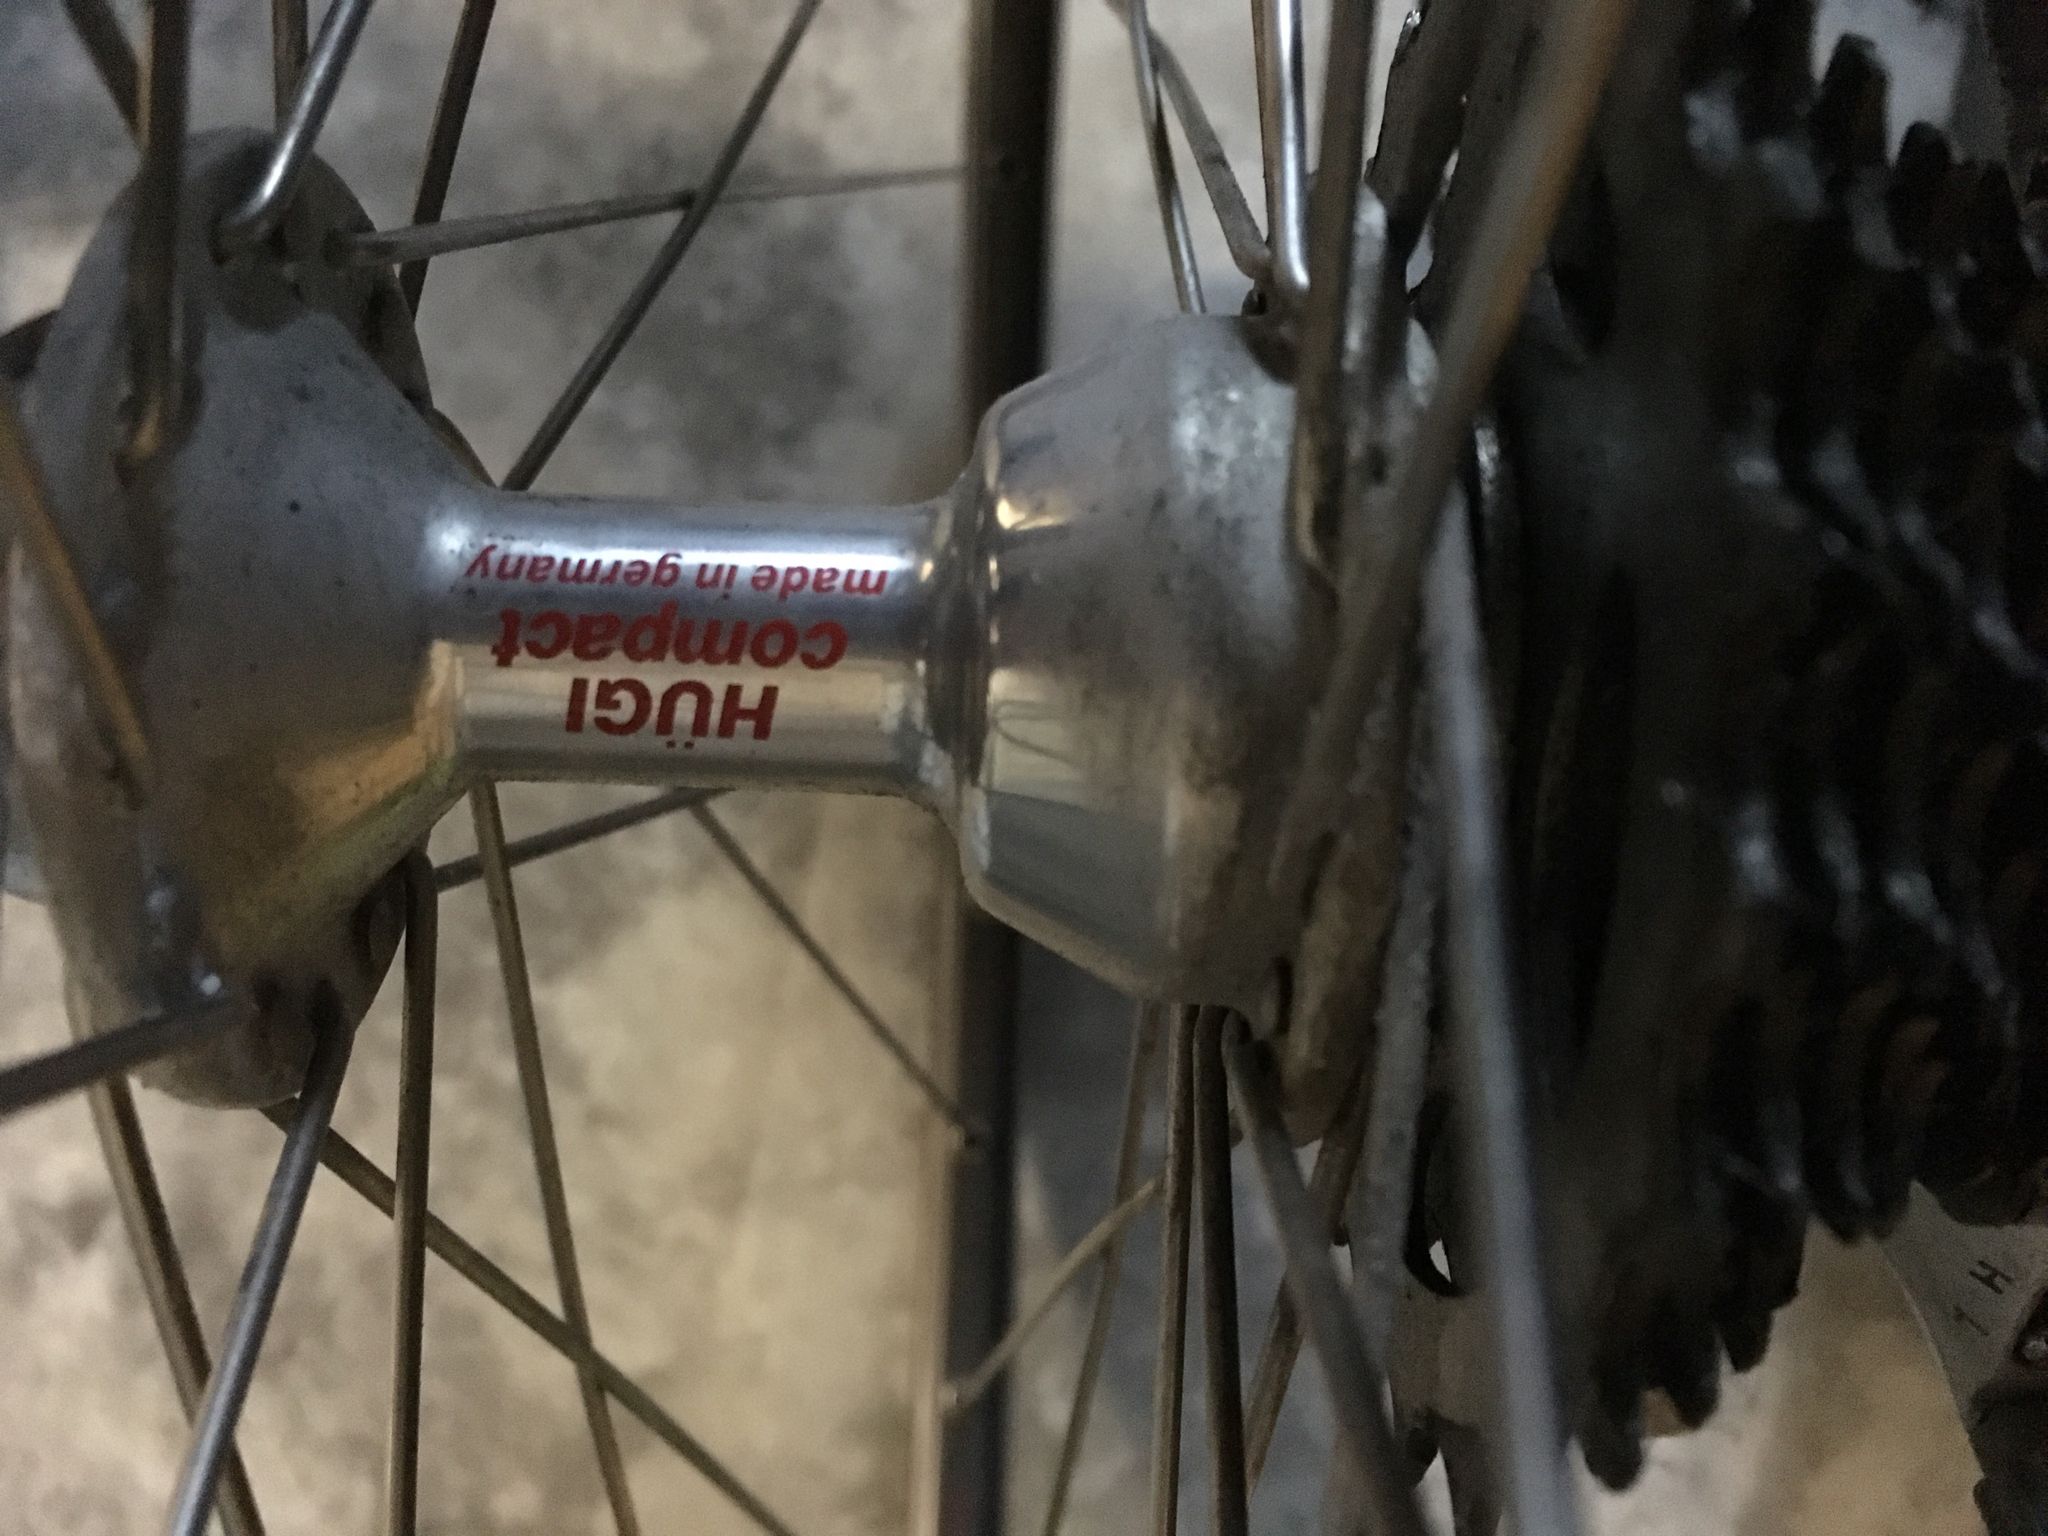 HÜGI
compact
made in germany
H